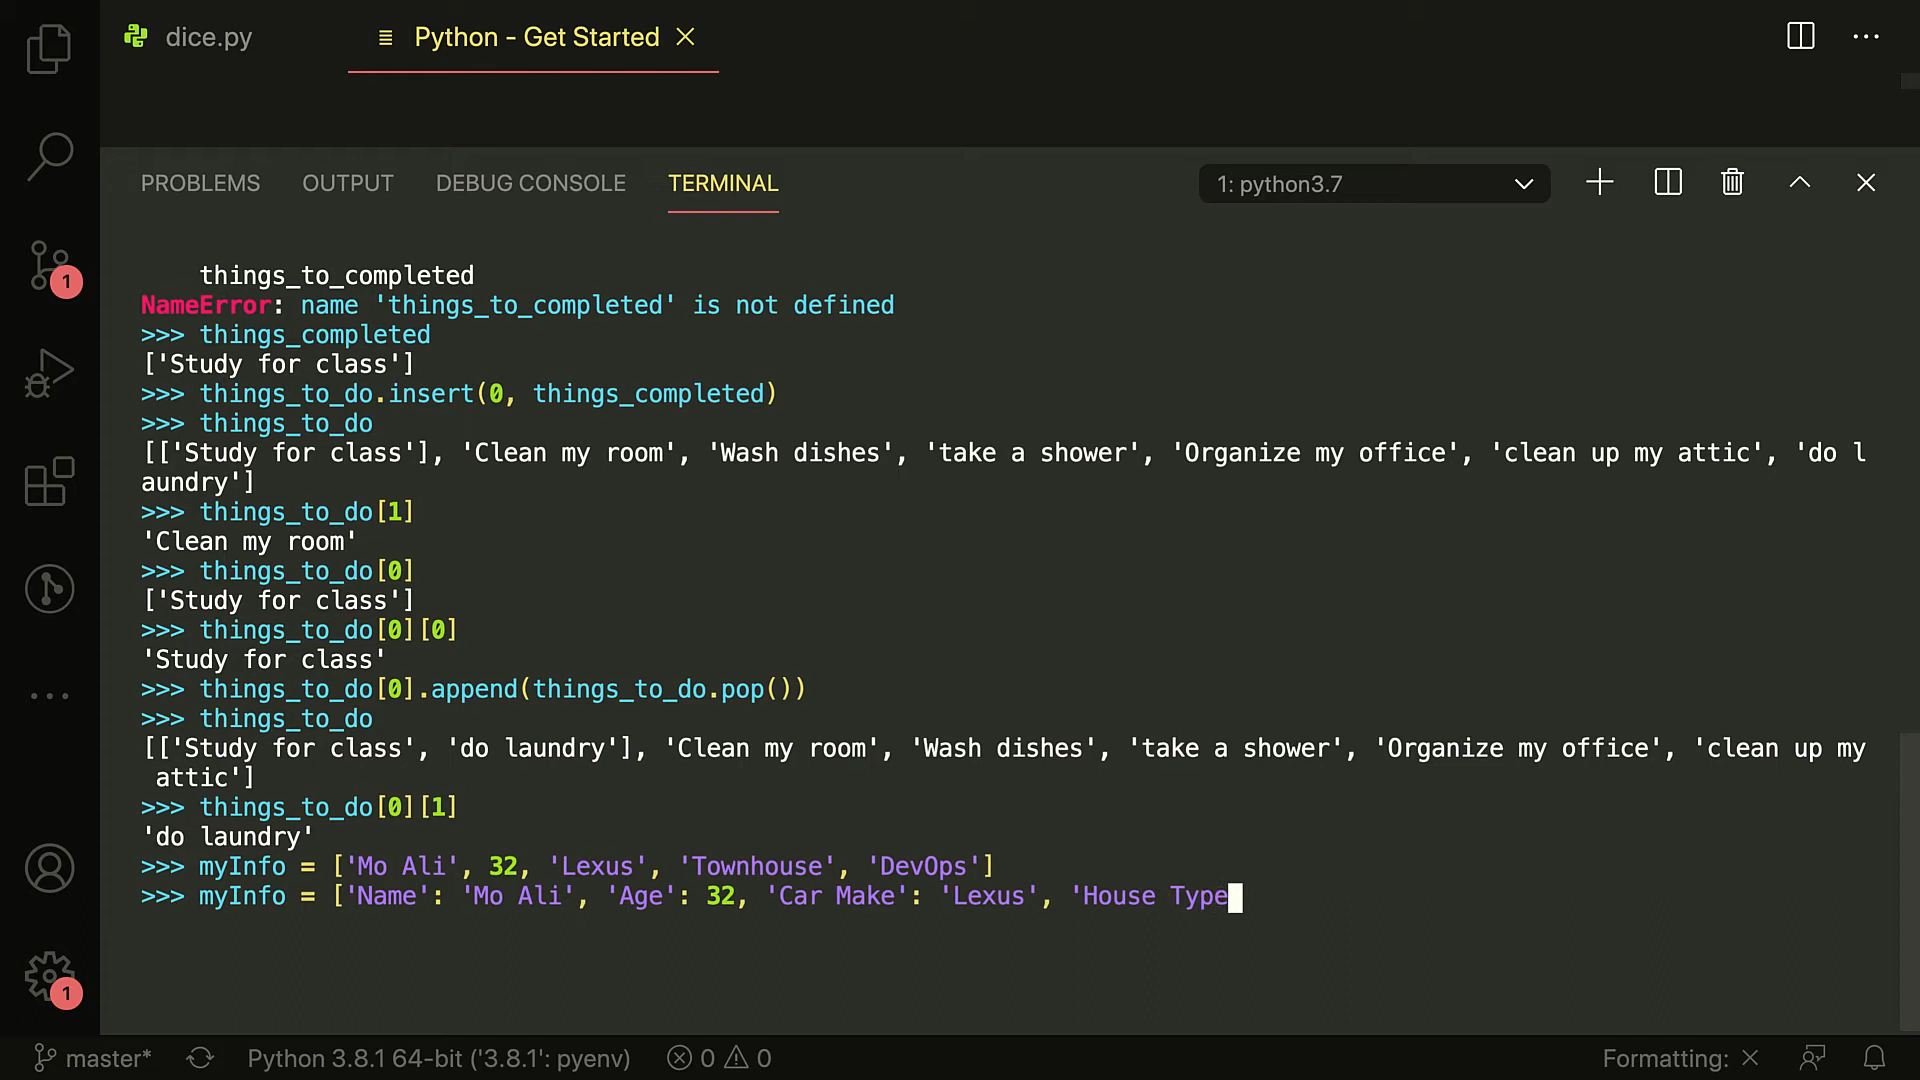 dice.py
Python - Get Started
PROBLEMS OUTPUT DEBUG CONSOLE TERMINAL 1: python3.7
things_to_completed
NameError: name 'things_to_completed' is not defined
>>> things_completed
['Study for class']
>>> things_to_do.insert(0, things_completed)
>>> things_to_do
[['Study for class'], 'Clean my room', 'Wash dishes', 'take a shower', 'Organize my office', 'clean up my attic', 'do l
aundry']
>>> things_to_do[1]
'Clean my room'
>>> things_to_do[0]
['Study for class']
>>> things_to_do[0][0]
'Study for class'
>>> things_to_do[0].append(things_to_do.pop())
>>> things_to_do
[['Study for class', 'do laundry'], 'Clean my room', 'Wash dishes', 'take a shower', 'Organize my office', 'clean up my
 attic']
>>> things_to_do[0][1]
'do laundry'
>>> myInfo = ['Mo Ali', 32, 'Lexus', 'Townhouse', 'DevOps']
>>> myInfo = ['Name': 'Mo Ali', 'Age': 32, 'Car Make': 'Lexus', 'House Type
1
1
master* Python 3.8.1 64-bit ('3.8.1': pyenv) 0 0 Formatting: